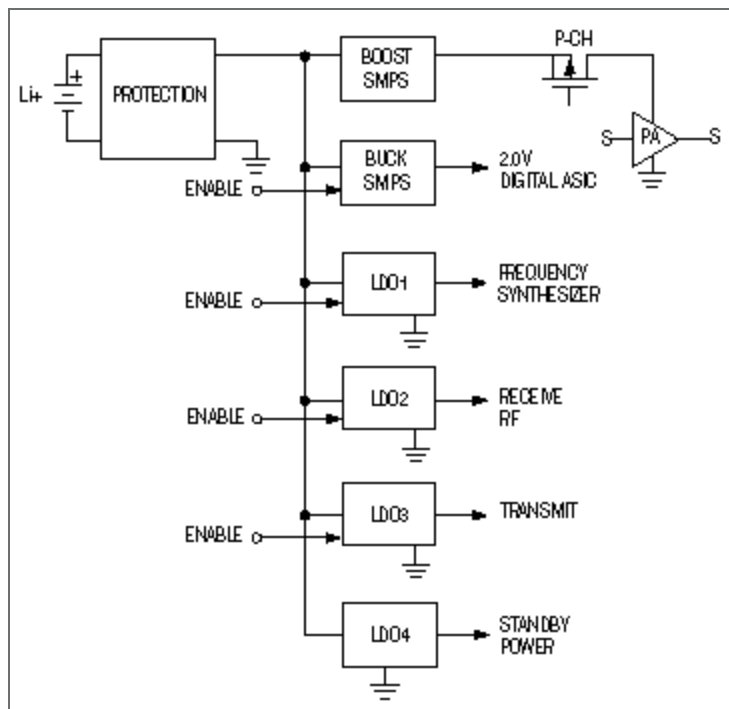 P-CH
BOOST
SMPS
+
Li+
PROTECTION
S
PA
S
BUCK
SMPS
2.0V
DIGITAL ASIC
ENABLE
LDO1
FREQUENCY
SYNTHESIZER
ENABLE
LDO2
RECEIVE
RF
ENABLE
LDO3
TRANSMIT
ENABLE
LDO4
STANDBY
POWER